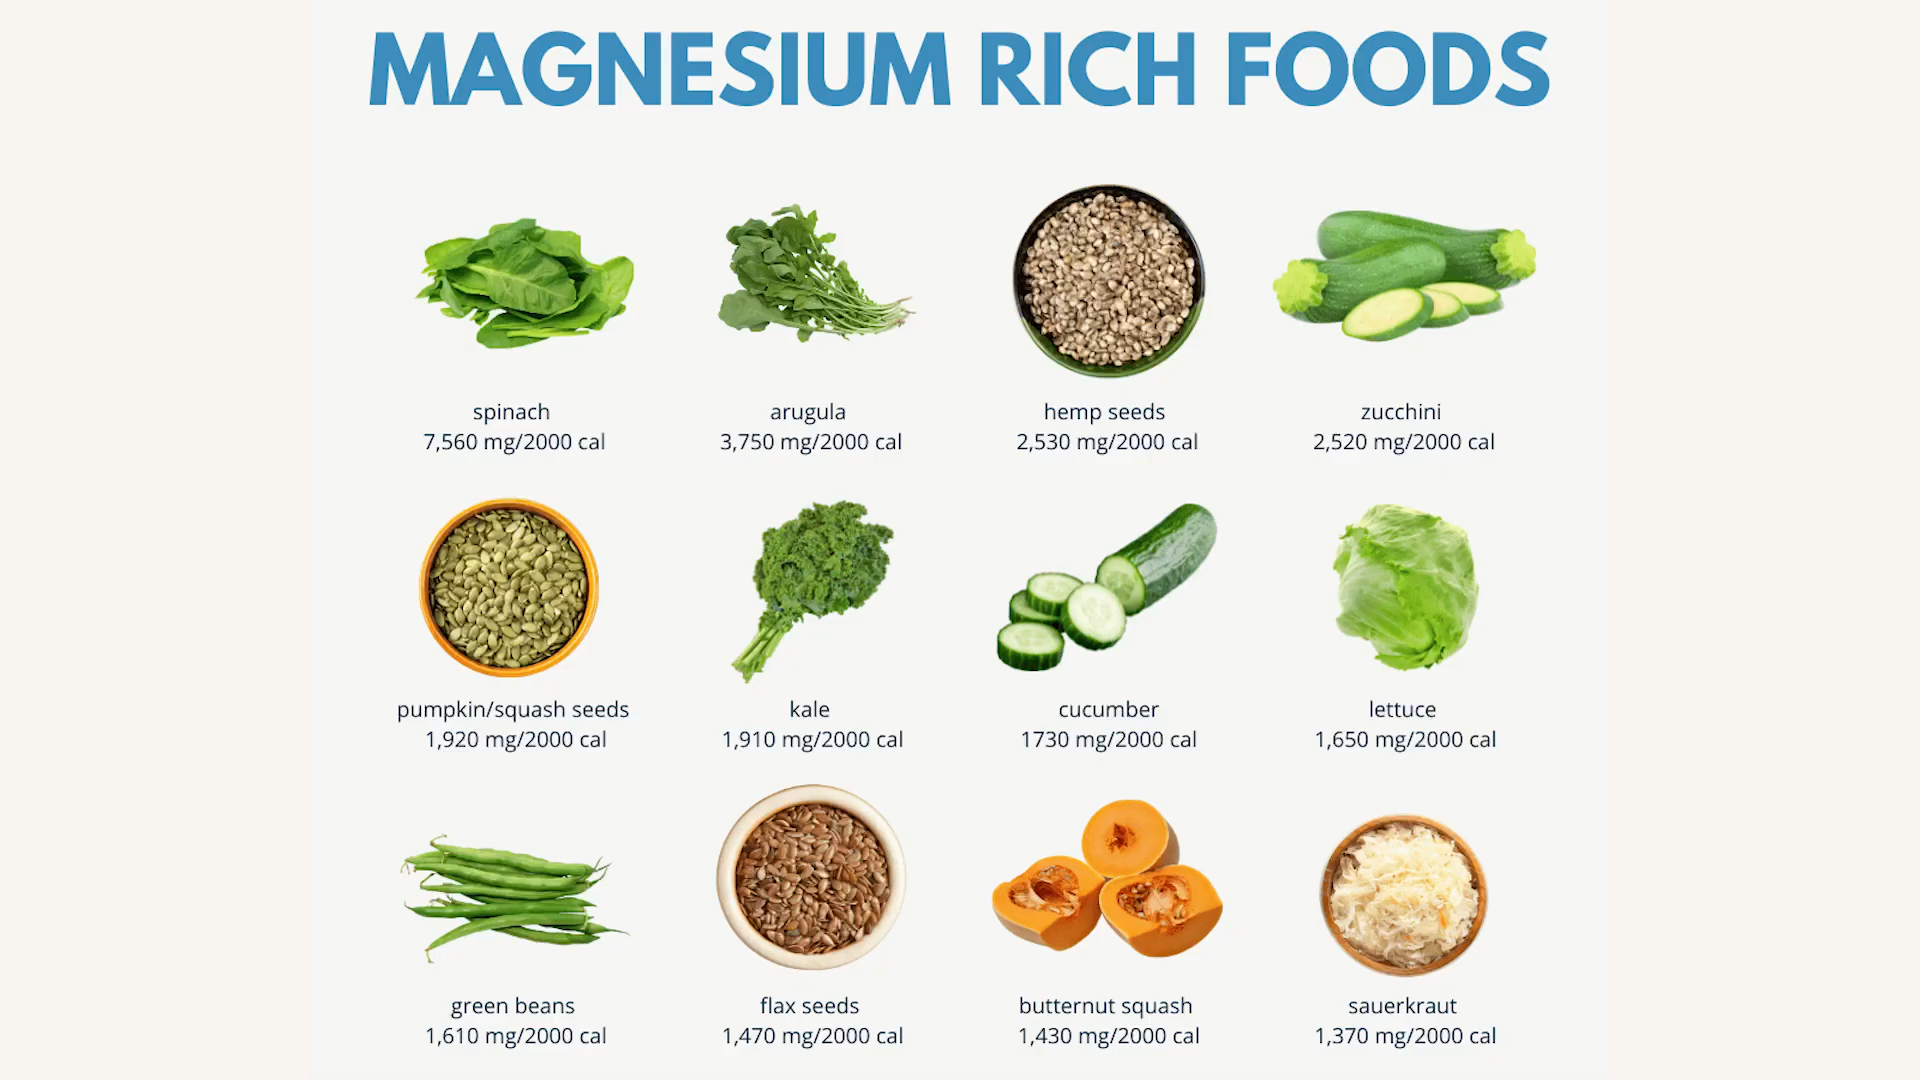 MAGNESIUM RICH FOODS
spinach
7,560 mg/2000 cal
arugula
3,750 mg/2000 cal
hemp seeds
2,530 mg/2000 cal
zucchini
2,520 mg/2000 cal
pumpkin/squash seeds
1,920 mg/2000 cal
kale
1,910 mg/2000 cal
cucumber
1730 mg/2000 cal
lettuce
1,650 mg/2000 cal
green beans
1,610 mg/2000 cal
flax seeds
1,470 mg/2000 cal
butternut squash
1,430 mg/2000 cal
sauerkraut
1,370 mg/2000 cal